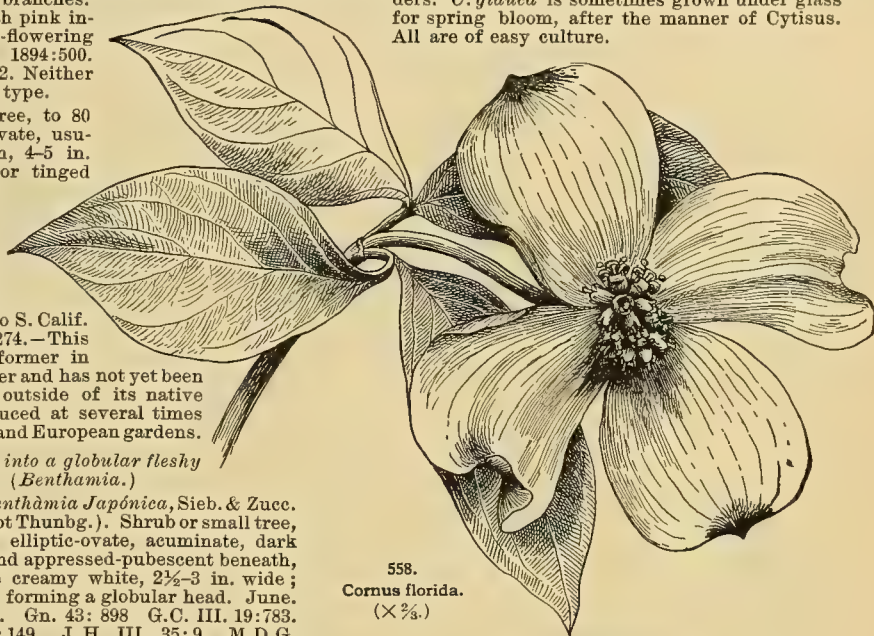 branches.
h pink in-
-flowering
1894:500.
2. Neither
type.
ree, to 80
vate, usu-
n, 4–5 in.
or tinged
o S. Calif.
274.—This
former in
er and has not yet been
outside of its native
uced at several times
and European gardens.
into a globular fleshy
(Benthamia.)
enthàmia Japónica, Sieb. & Zucc.
ot Thunbg.). Shrub or small tree,
elliptic-ovate, acuminate, dark
nd appressed-pubescent beneath,
creamy white, 2½–3 in. wide;
forming a globular head. June.
Gn. 43: 898 G.C. III. 19:783.
:149. J.H. III. 35:9. M.D.G.
ders. C. glauca is sometimes grown under glass
for spring bloom, after the manner of Cytisus.
All are of easy culture.
558.
Cornus florida.
(× ⅔.)